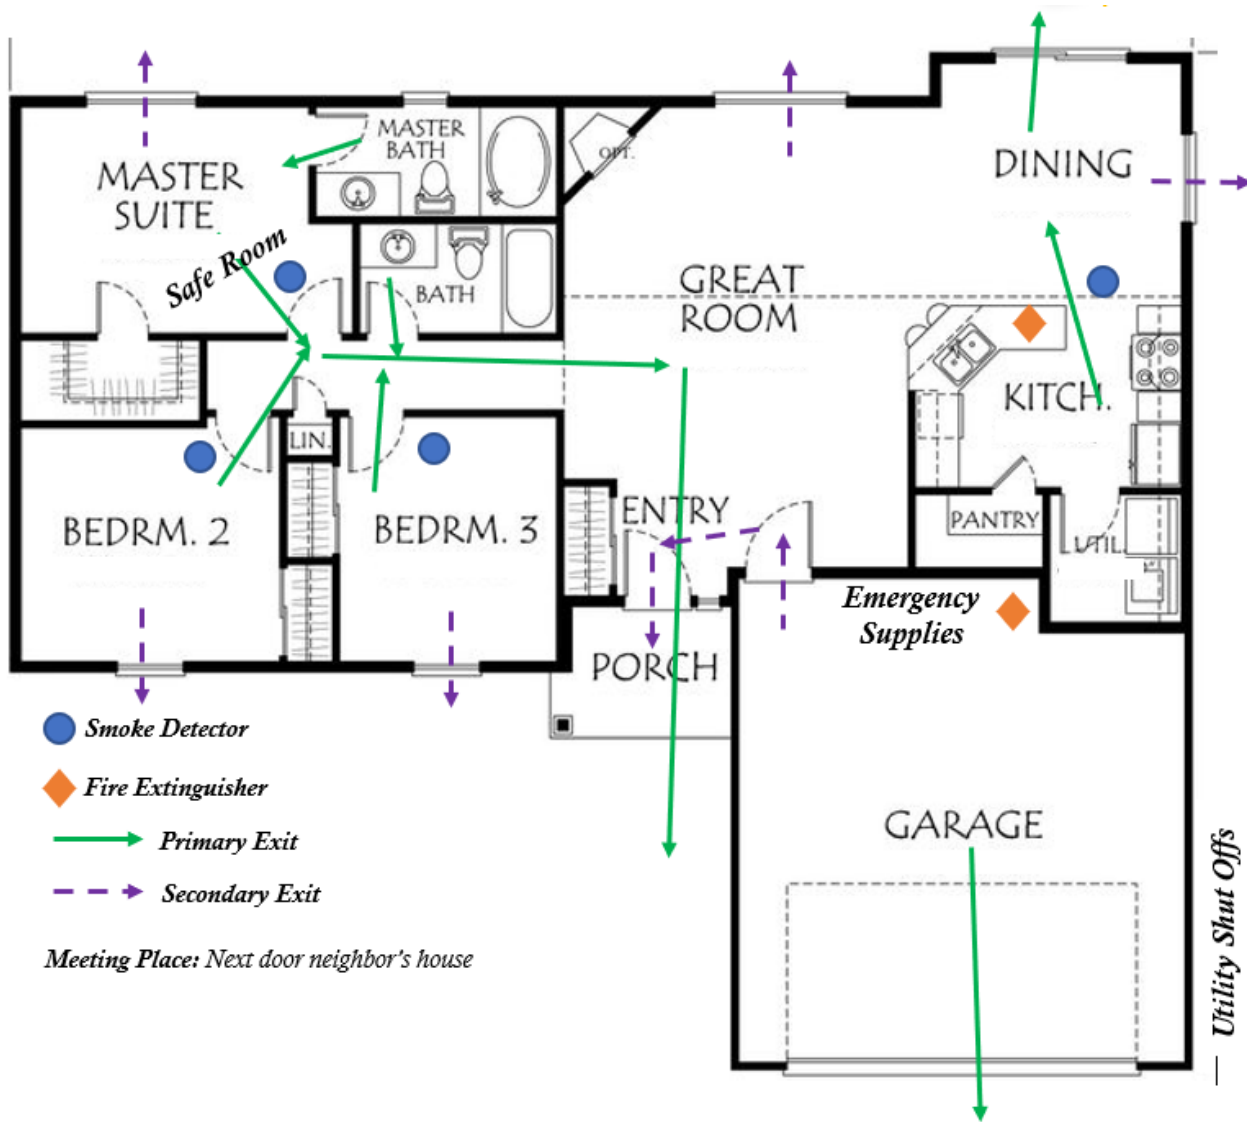 MASTER
BATH
OPT.
DINING
MASTER
SUITE
Safe Room
BATH
GREAT
ROOM
KITCH.
LIN.
BEDRM. 2
BEDRM. 3
ENTRY
PANTRY
UTIL.
Emergency
Supplies
PORCH
GARAGE
Smoke Detector
Fire Extinguisher
Primary Exit
Secondary Exit
Meeting Place: Next door neighbor's house
— Utility Shut Offs